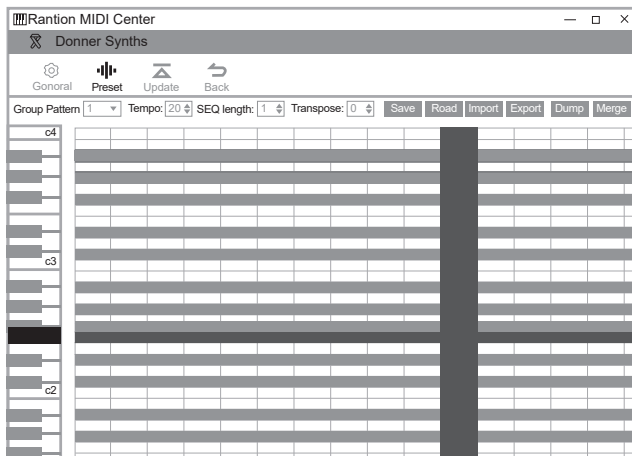 Rantion MIDI Center
Donner Synths
Gonoral Preset Update Back
Group Pattern 1 Tempo: 20 SEQ length: 1 Transpose: 0 Save Road Import Export Dump Merge
c4
c3
c2